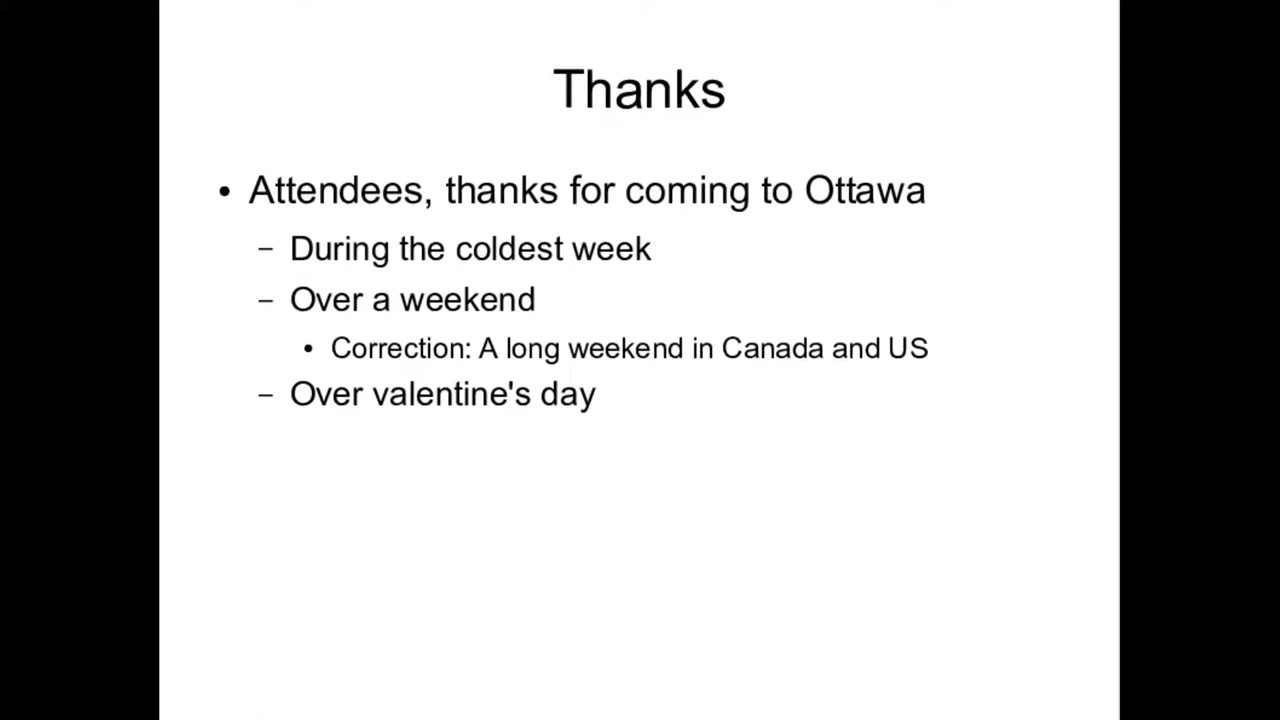 Thanks
• Attendees, thanks for coming to Ottawa
– During the coldest week
– Over a weekend
• Correction: A long weekend in Canada and US
– Over valentine's day